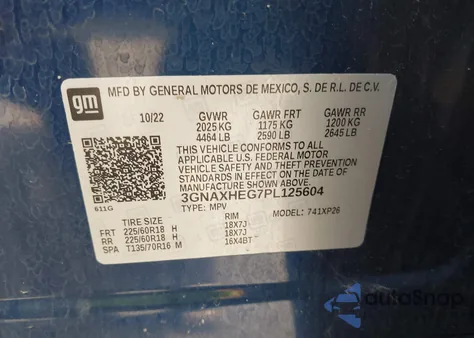 gm
MFD BY GENERAL MOTORS DE MEXICO, S. DE R.L. DE C.V.
10/22 GVWR GAWR FRT GAWR RR
2025 KG 1175 KG 1200 KG
4464 LB 2590 LB 2645 LB
THIS VEHICLE CONFORMS TO ALL
APPLICABLE U.S. FEDERAL MOTOR
VEHICLE SAFETY AND THEFT PREVENTION
STANDARDS IN EFFECT ON THE DATE OF
MANUFACTURE SHOWN ABOVE.
3GNAXHEG7PL125604
611G
TYPE: MPV MODEL: 741XP26
TIRE SIZE RIM
FRT 225/60R18 H 18X7J
RR 225/60R18 H 18X7J
SPA T135/70R16 M 16X4BT
autoSnap
www.autosnap